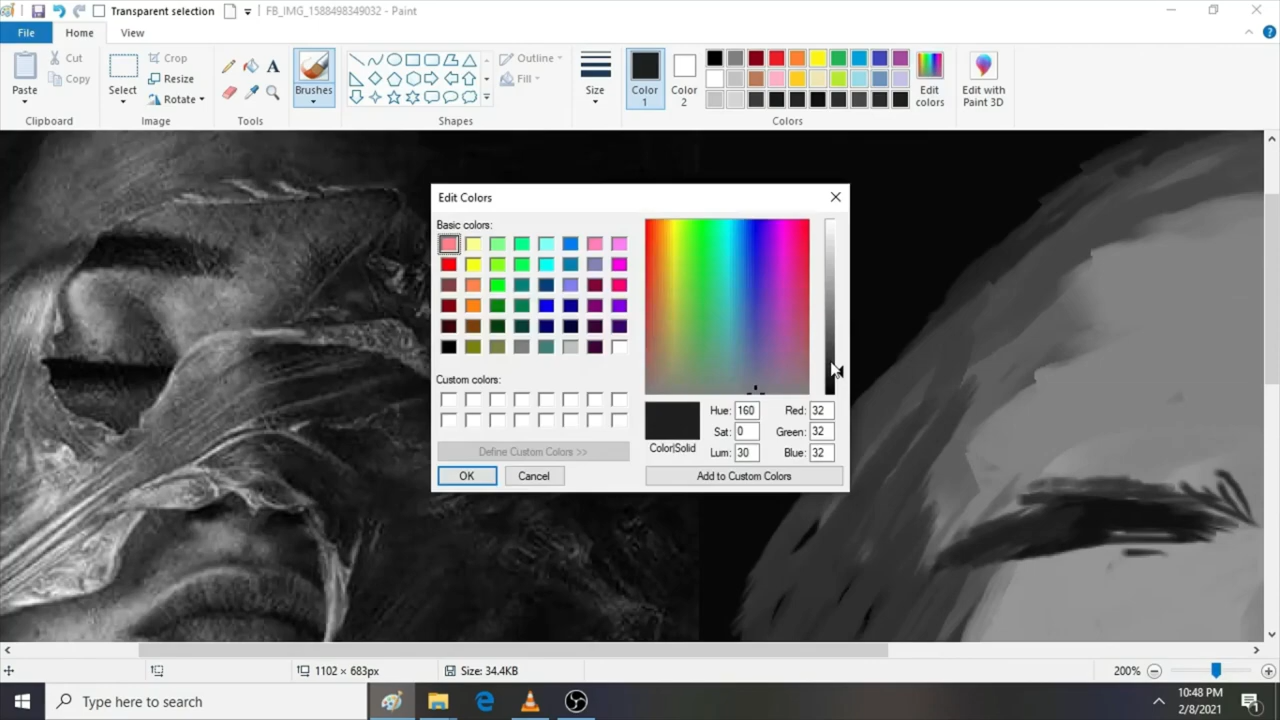 Transparent selection
FB_IMG_1588498349032 - Paint
File
Home
View
Paste
Cut
Copy
Clipboard
Select
Crop
Resize
Rotate
Image
A
Tools
Brushes
Shapes
Outline
Fill
Size
Color 1
Color 2
Edit colors
Colors
Edit with Paint 3D
Edit Colors
Basic colors:
Custom colors:
Define Custom Colors >>
OK
Cancel
Color|Solid
Hue: 160
Sat: 0
Lum: 30
Red: 32
Green: 32
Blue: 32
Add to Custom Colors
1102 × 683px
Size: 34.4KB
200%
Type here to search
10:48 PM
2/8/2021
1